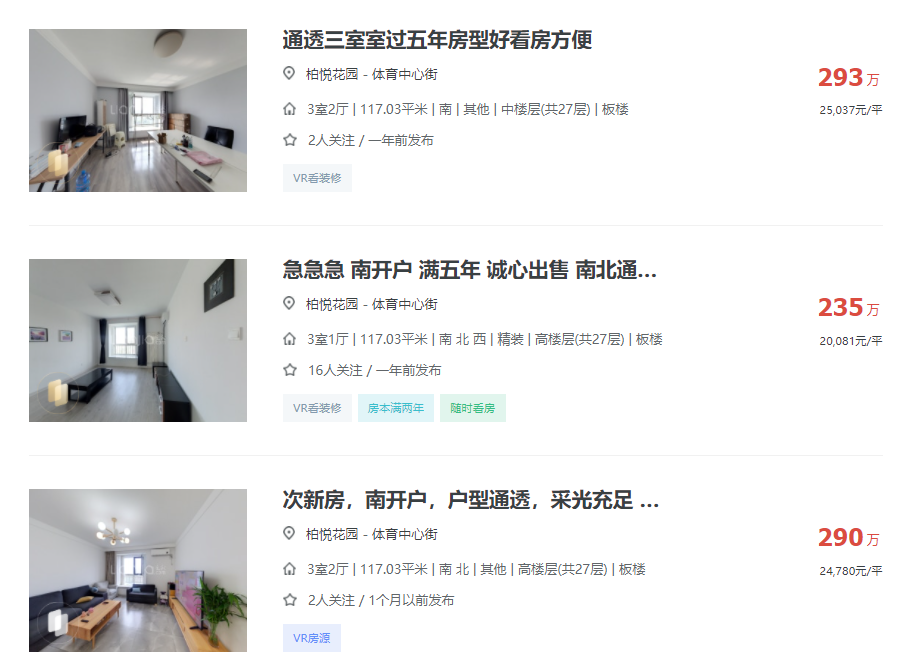 通透三室室过五年房型好看房方便
柏悦花园 - 体育中心街
293万
3室2厅 | 117.03平米 | 南 | 其他 | 中楼层(共27层) | 板楼
25,037元/平
2人关注 / 一年前发布
VR看装修
急急急 南开户 满五年 诚心出售 南北通...
柏悦花园 - 体育中心街
235万
3室1厅 | 117.03平米 | 南 北 西 | 精装 | 高楼层(共27层) | 板楼
20,081元/平
16人关注 / 一年前发布
VR看装修 房本满两年 随时看房
次新房，南开户，户型通透，采光充足 ...
柏悦花园 - 体育中心街
290万
3室2厅 | 117.03平米 | 南 北 | 其他 | 高楼层(共27层) | 板楼
24,780元/平
2人关注 / 1个月以前发布
VR房源